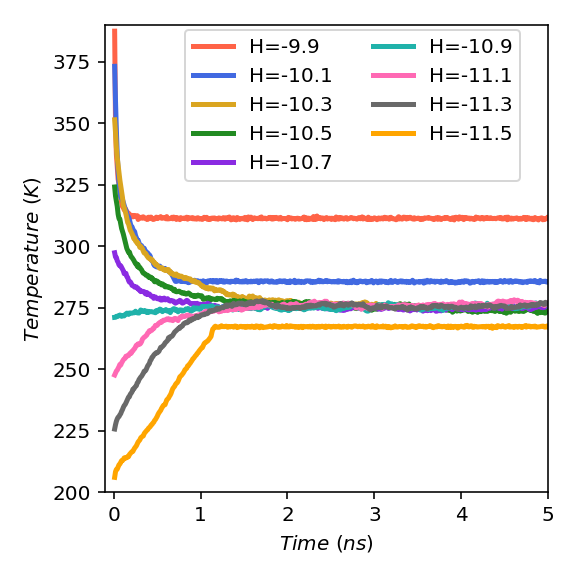 375
350
325
300
275
250
225
200
Temperature (K)
H=-9.9
H=-10.1
H=-10.3
H=-10.5
H=-10.7
H=-10.9
H=-11.1
H=-11.3
H=-11.5
0 1 2 3 4 5
Time (ns)